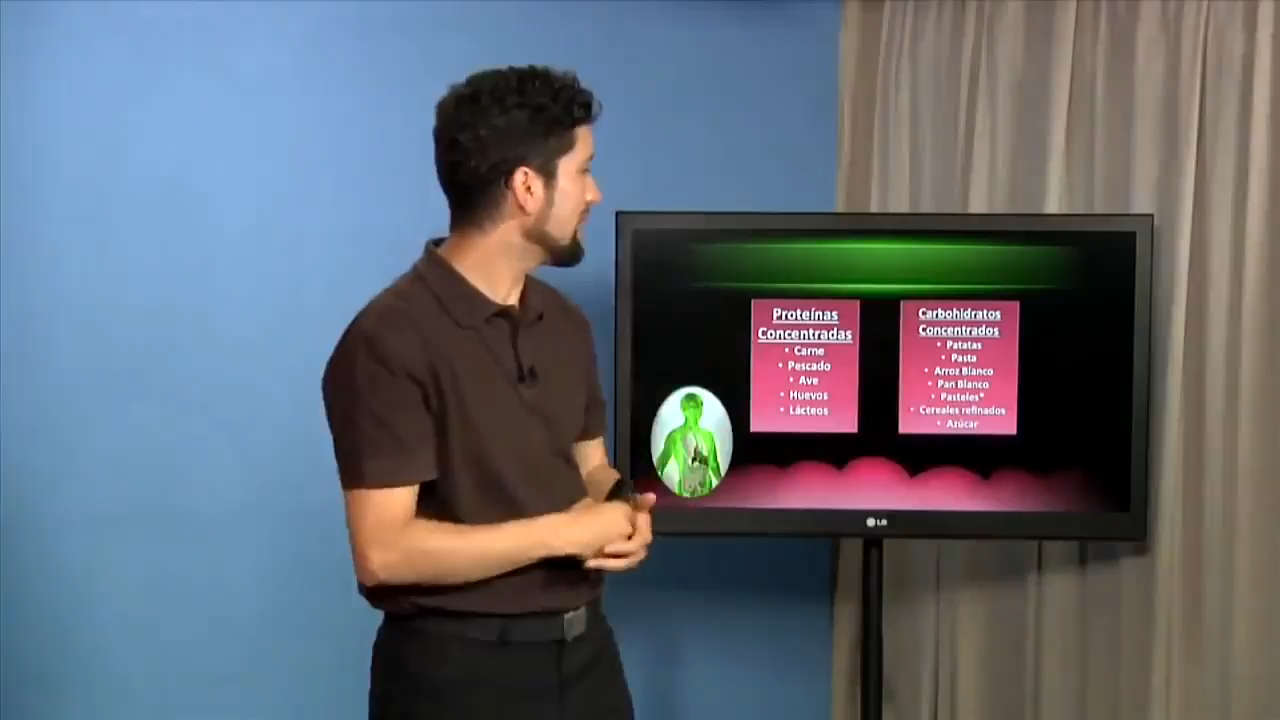 Proteínas
Concentradas
• Carne
• Pescado
• Ave
• Huevos
• Lácteos
Carbohidratos
Concentrados
• Patatas
• Pasta
• Arroz Blanco
• Pan Blanco
• Pasteles*
• Cereales refinados
• Azúcar
LG